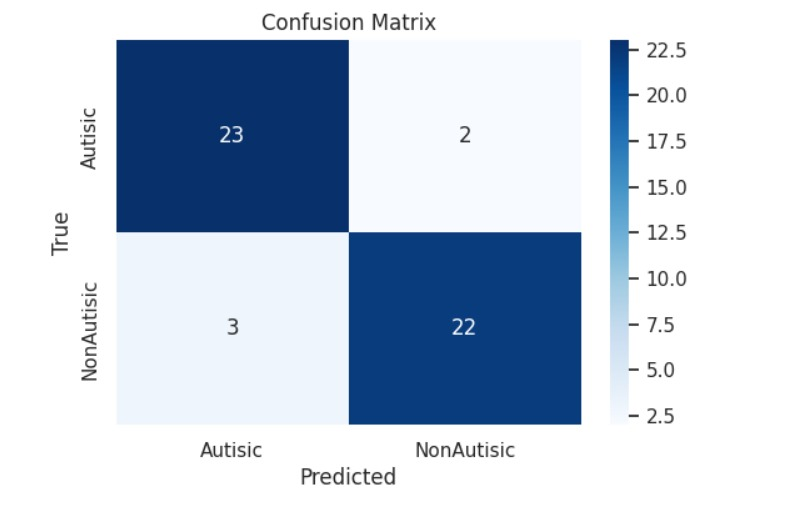 Confusion Matrix
True
Autisic
23
2
NonAutisic
3
22
Autisic
NonAutisic
Predicted
22.5
20.0
17.5
15.0
12.5
10.0
7.5
5.0
2.5